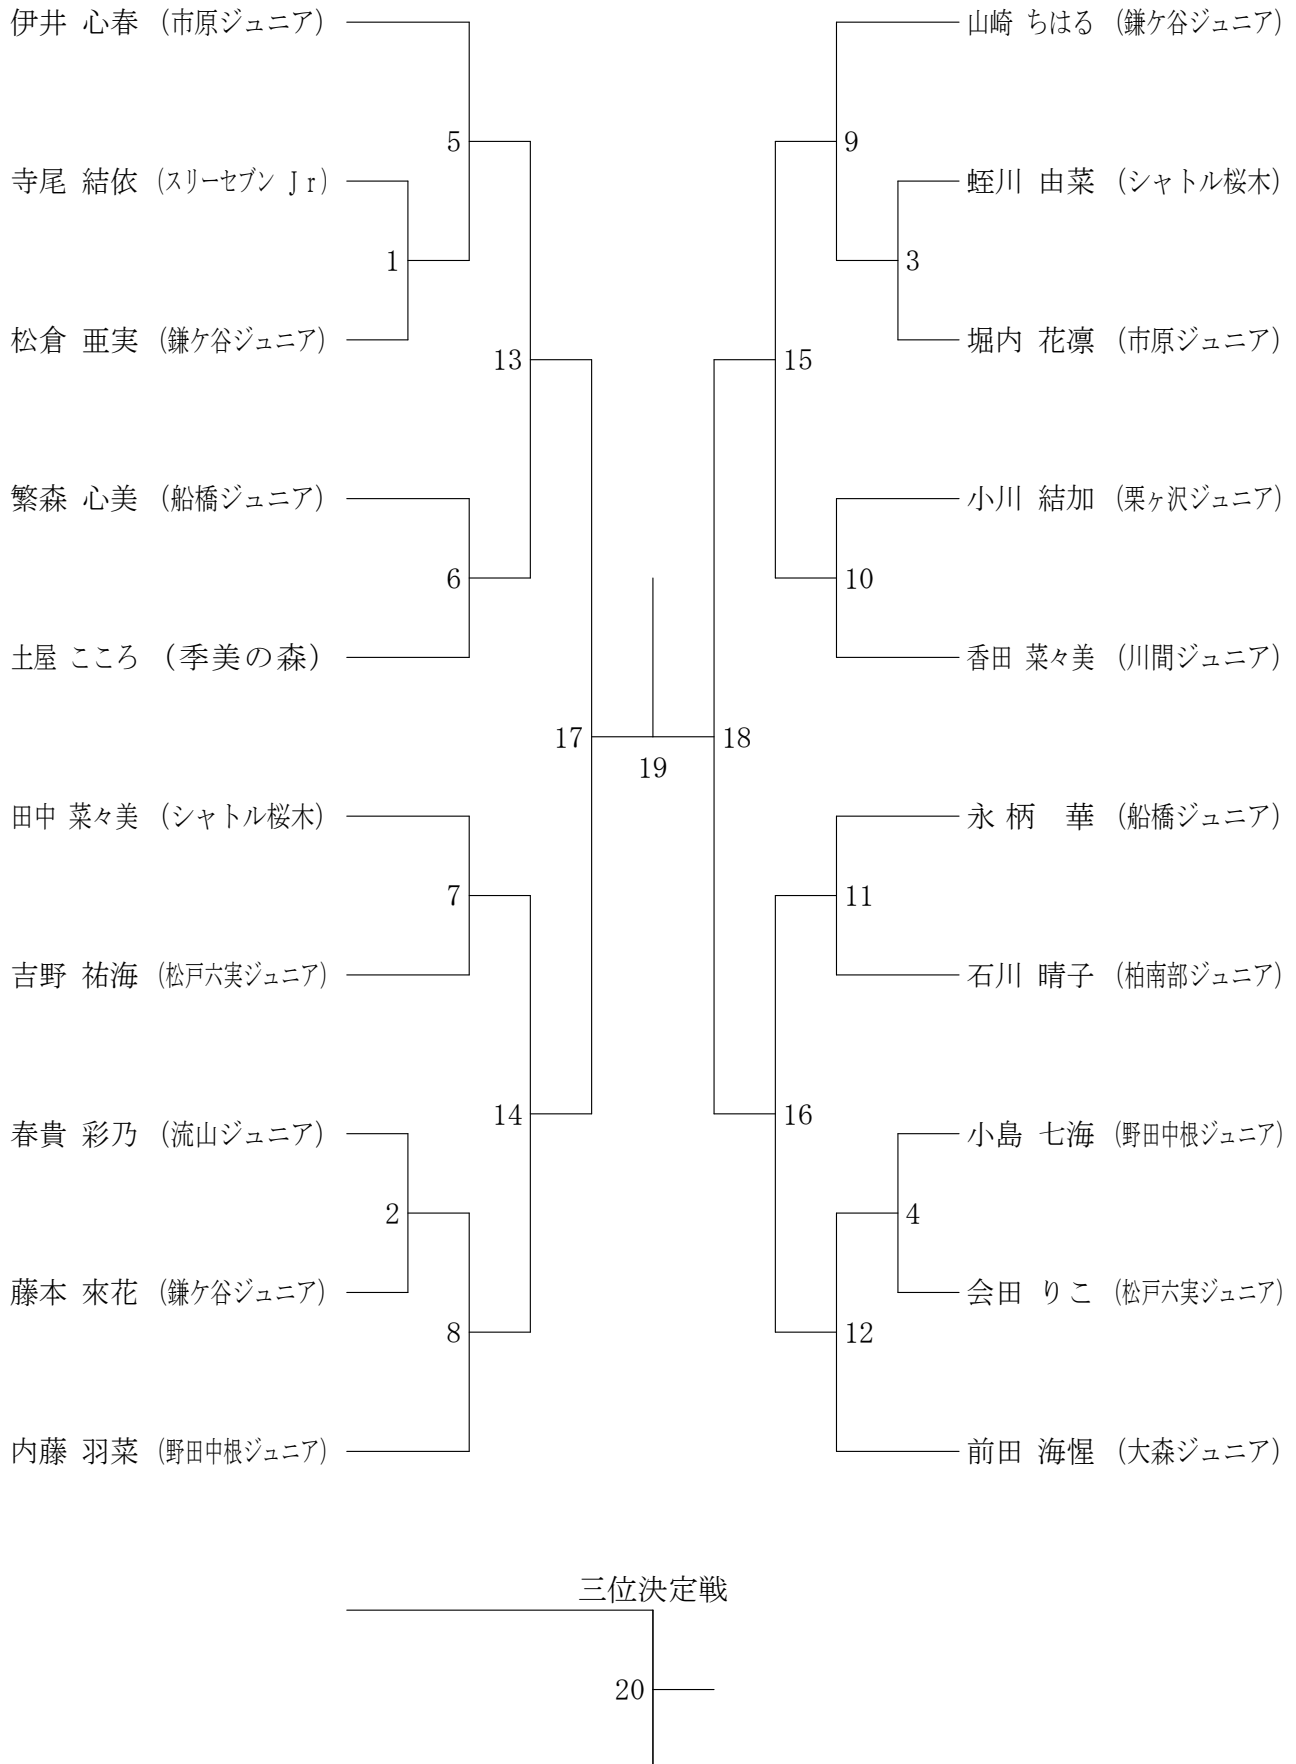 伊井 心春 (市原ジュニア)
5
寺尾 結依 (スリーセブン Ｊｒ)
1
松倉 亜実 (鎌ケ谷ジュニア)
13
繁森 心美 (船橋ジュニア)
6
土屋 こころ (季美の森)
17
田中 菜々美 (シャトル桜木)
7
吉野 祐海 (松戸六実ジュニア)
14
春貴 彩乃 (流山ジュニア)
2
藤本 來花 (鎌ケ谷ジュニア)
8
内藤 羽菜 (野田中根ジュニア)
19
山崎 ちはる (鎌ケ谷ジュニア)
9
蛭川 由菜 (シャトル桜木)
3
堀内 花凛 (市原ジュニア)
15
小川 結加 (栗ヶ沢ジュニア)
10
香田 菜々美 (川間ジュニア)
18
永柄 華 (船橋ジュニア)
11
石川 晴子 (柏南部ジュニア)
16
小島 七海 (野田中根ジュニア)
4
会田 りこ (松戸六実ジュニア)
12
前田 海惺 (大森ジュニア)
三位決定戦
20